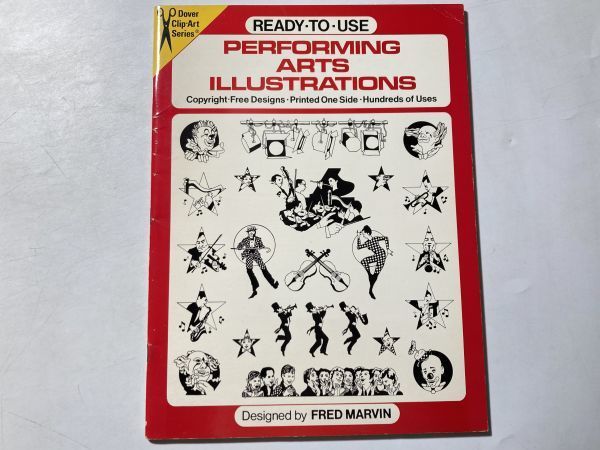 Dover
Clip-Art
Series®
READY·TO·USE
PERFORMING
ARTS
ILLUSTRATIONS
Copyright-Free Designs · Printed One Side · Hundreds of Uses
Designed by FRED MARVIN